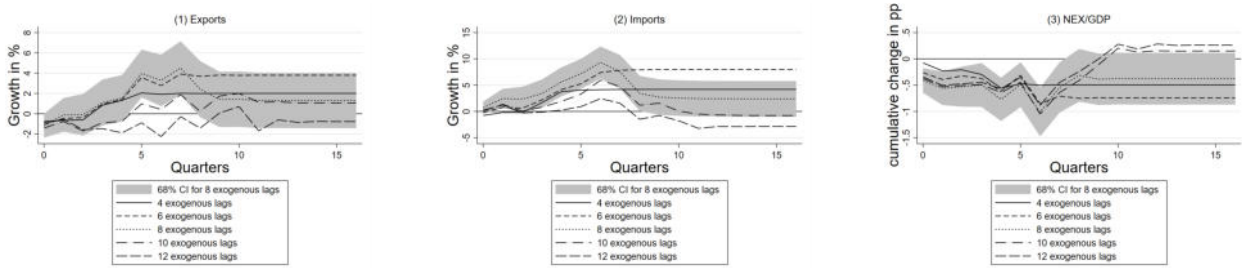 (1) Exports
Growth in %
8
6
4
2
0
-2
0 5 10 15
Quarters
68% CI for 8 exogenous lags
4 exogenous lags
6 exogenous lags
8 exogenous lags
10 exogenous lags
12 exogenous lags
(2) Imports
Growth in %
15
10
5
0
-5
0 5 10 15
Quarters
68% CI for 8 exogenous lags
4 exogenous lags
6 exogenous lags
8 exogenous lags
10 exogenous lags
12 exogenous lags
(3) NEX/GDP
cumulative change in pp
.5
0
-.5
-1
-1.5
0 5 10 15
Quarters
68% CI for 8 exogenous lags
4 exogenous lags
6 exogenous lags
8 exogenous lags
10 exogenous lags
12 exogenous lags